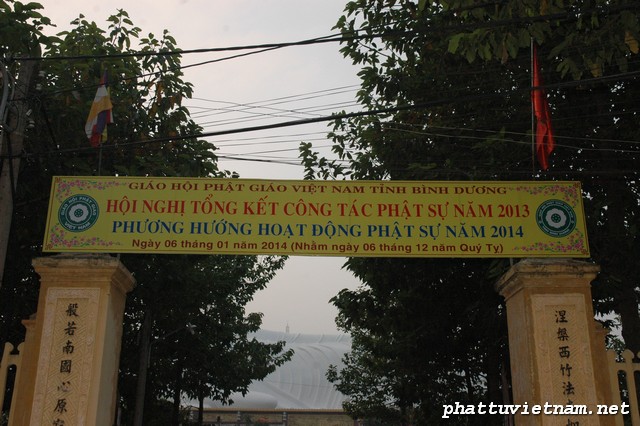 GIÁO HỘI PHẬT GIÁO VIỆT NAM TỈNH BÌNH DƯƠNG
HỘI NGHỊ TỔNG KẾT CÔNG TÁC PHẬT SỰ NĂM 2013
PHƯƠNG HƯỚNG HOẠT ĐỘNG PHẬT SỰ NĂM 2014
Ngày 06 tháng 01 năm 2014 (Nhằm ngày 06 tháng 12 năm Quý Tỵ)
般若南園心原
涅槃西竺法
phattuvietnam.net